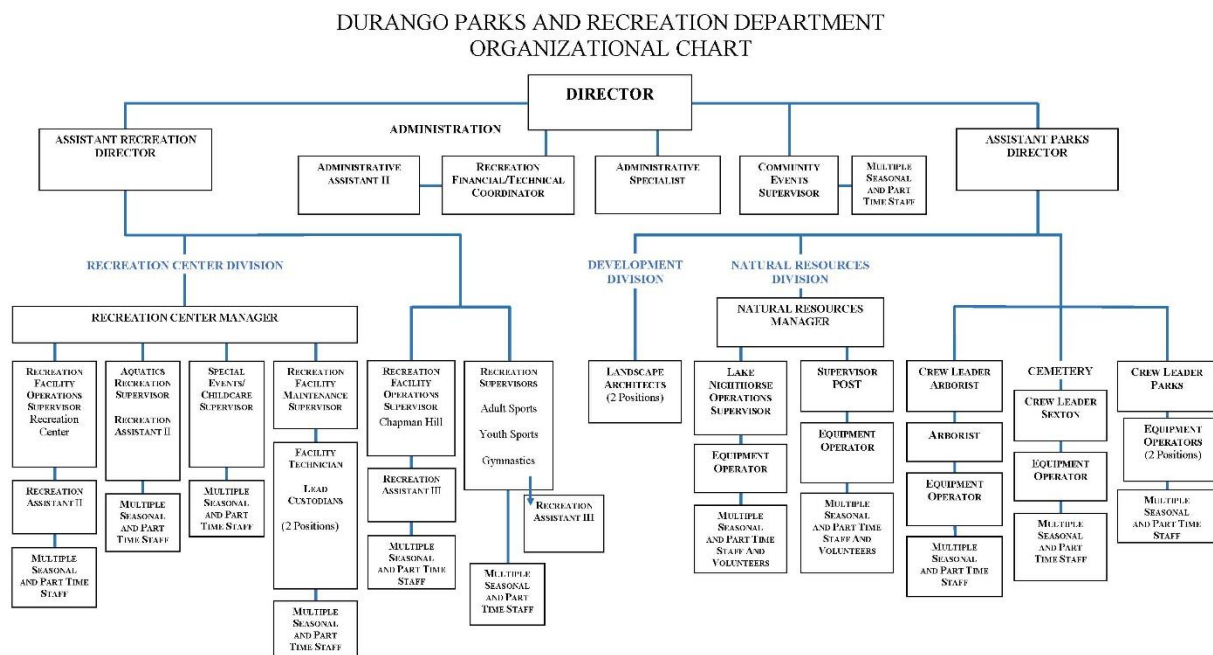 DURANGO PARKS AND RECREATION DEPARTMENT
ORGANIZATIONAL CHART
DIRECTOR
ADMINISTRATION
ASSISTANT RECREATION
DIRECTOR
ADMINISTRATIVE
ASSISTANT II
RECREATION
FINANCIAL/TECHNICAL
COORDINATOR
ADMINISTRATIVE
SPECIALIST
COMMUNITY
EVENTS
SUPERVISOR
MULTIPLE
SEASONAL
AND PART
TIME STAFF
ASSISTANT PARKS
DIRECTOR
RECREATION CENTER DIVISION
RECREATION CENTER MANAGER
RECREATION
FACILITY
OPERATIONS
SUPERVISOR
Recreation
Center
RECREATION
ASSISTANT II
MULTIPLE
SEASONAL
AND PART TIME
STAFF
AQUATICS
RECREATION
SUPERVISOR
RECREATION
ASSISTANT II
MULTIPLE
SEASONAL
AND PART
TIME STAFF
SPECIAL
EVENTS/
CHILDCARE
SUPERVISOR
MULTIPLE
SEASONAL
AND PART
TIME STAFF
RECREATION
FACILITY
MAINTENANCE
SUPERVISOR
FACILITY
TECHNICIAN
LEAD
CUSTODIANS
(2 Positions)
MULTIPLE
SEASONAL
AND PART TIME
STAFF
RECREATION
FACILITY
OPERATIONS
SUPERVISOR
Chapman Hill
RECREATION
ASSISTANT III
MULTIPLE
SEASONAL
AND PART TIME
STAFF
RECREATION
SUPERVISORS
Adult Sports
Youth Sports
Gymnastics
RECREATION
ASSISTANT III
MULTIPLE
SEASONAL
AND PART TIME
STAFF
DEVELOPMENT
DIVISION
LANDSCAPE
ARCHITECTS
(2 Positions)
NATURAL RESOURCES
DIVISION
NATURAL RESOURCES
MANAGER
LAKE
NIGHTHORSE
OPERATIONS
SUPERVISOR
EQUIPMENT
OPERATOR
MULTIPLE
SEASONAL
AND PART TIME
STAFF AND
VOLUNTEERS
SUPERVISOR
POST
EQUIPMENT
OPERATOR
MULTIPLE
SEASONAL
AND PART TIME
STAFF AND
VOLUNTEERS
CREW LEADER
ARBORIST
ARBORIST
EQUIPMENT
OPERATOR
MULTIPLE
SEASONAL
AND PART TIME
STAFF
CEMETERY
CREW LEADER
SEXTON
EQUIPMENT
OPERATOR
MULTIPLE
SEASONAL
AND PART TIME
STAFF
CREW LEADER
PARKS
EQUIPMENT
OPERATORS
(2 Positions)
MULTIPLE
SEASONAL
AND PART TIME
STAFF